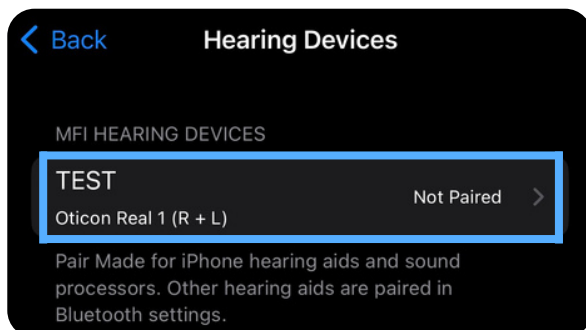 Back Hearing Devices
MFI HEARING DEVICES
TEST
Not Paired
Oticon Real 1 (R + L)
Pair Made for iPhone hearing aids and sound
processors. Other hearing aids are paired in
Bluetooth settings.